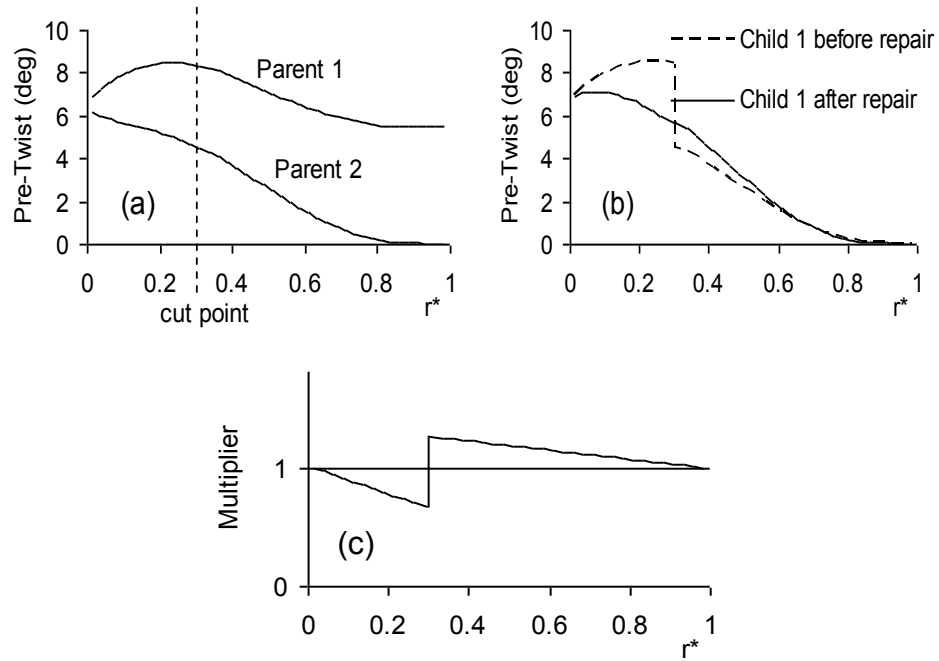 10
8
6
4
2
0
Pre-Twist (deg)
Parent 1
Parent 2
(a)
0 0.2 0.4 0.6 0.8 1
cut point
r*
10
8
6
4
2
0
Pre-Twist (deg)
Child 1 before repair
Child 1 after repair
(b)
0 0.2 0.4 0.6 0.8 1
r*
Multiplier
1
0
(c)
0 0.2 0.4 0.6 0.8 1
r*